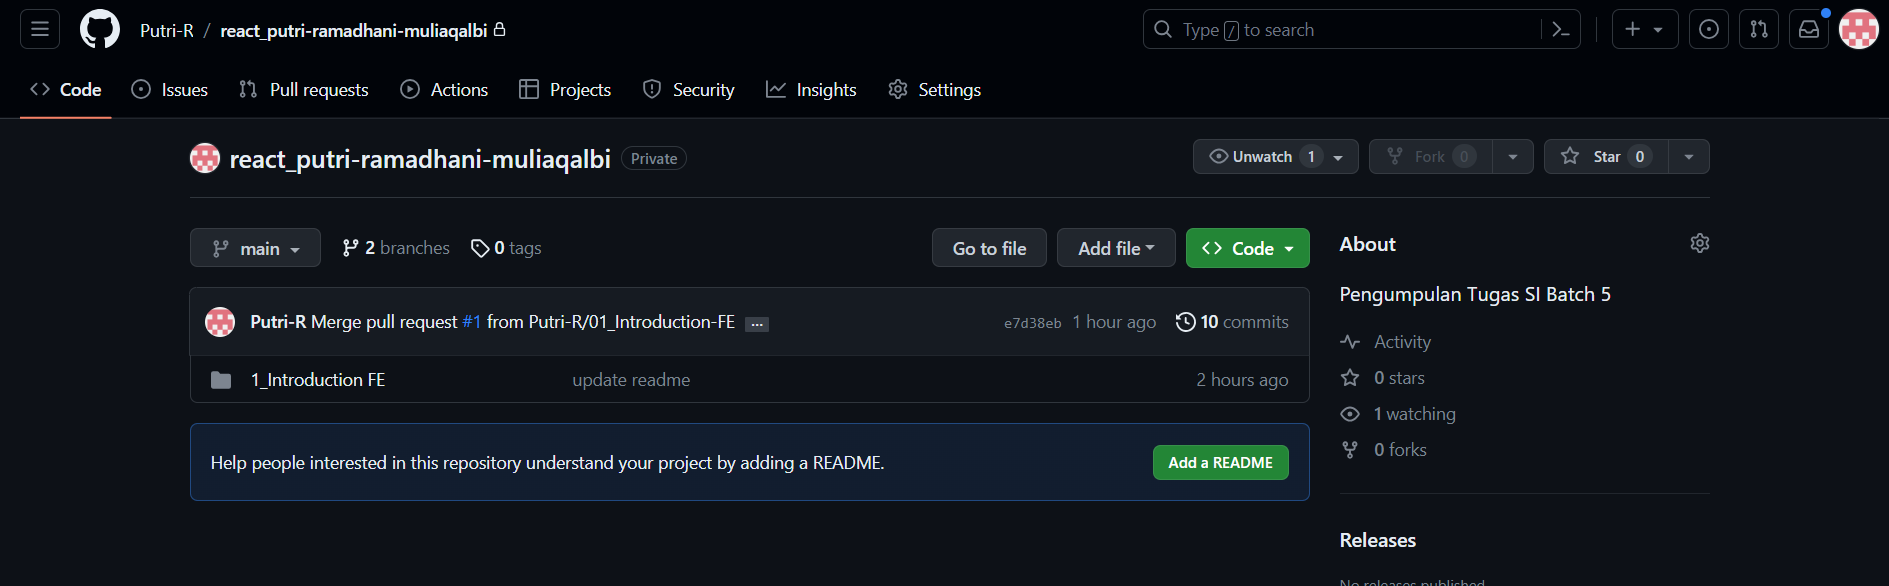 Putri-R / react_putri-ramadhani-muliaqalbi
Type / to search
Code Issues Pull requests Actions Projects Security Insights Settings
react_putri-ramadhani-muliaqalbi Private
Unwatch 1 Fork 0 Star 0
main 2 branches 0 tags
Go to file Add file Code
Putri-R Merge pull request #1 from Putri-R/01_Introduction-FE ...
e7d38eb 1 hour ago 10 commits
1_Introduction FE update readme 2 hours ago
Help people interested in this repository understand your project by adding a README.
Add a README
About
Pengumpulan Tugas SI Batch 5
Activity
0 stars
1 watching
0 forks
Releases
No releases published